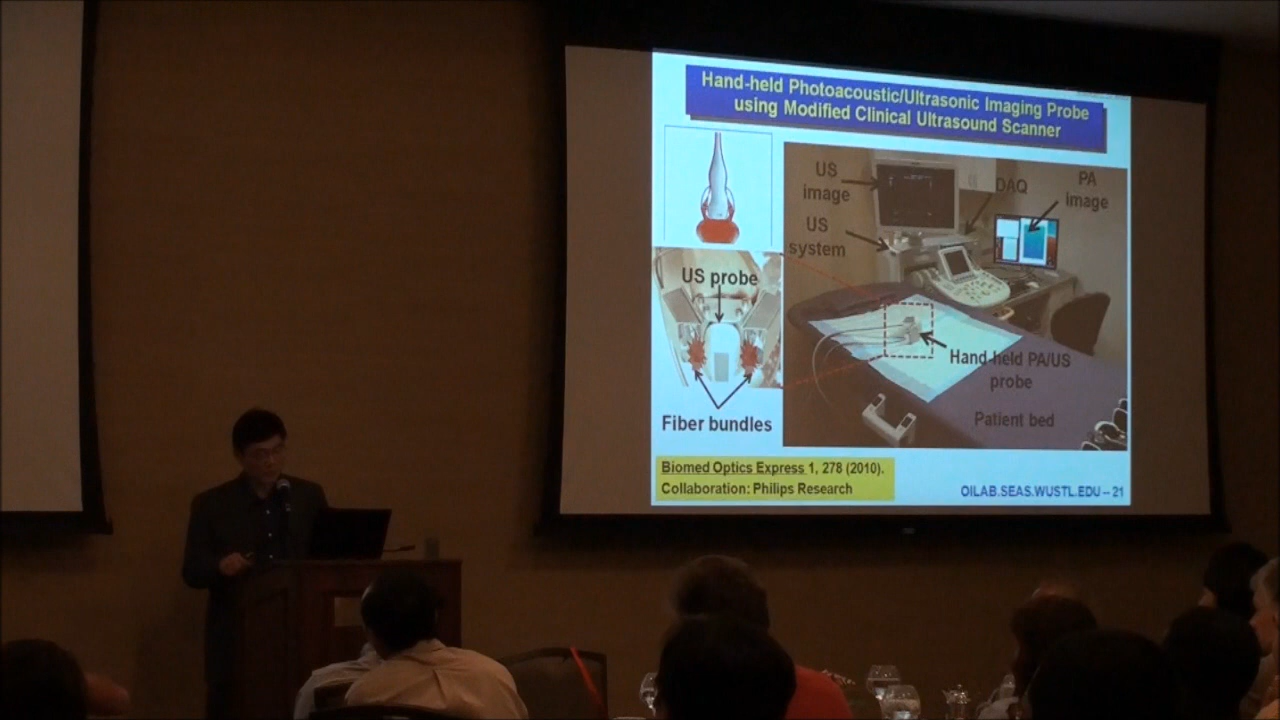 Hand-held Photoacoustic/Ultrasonic Imaging Probe
using Modified Clinical Ultrasound Scanner
US
image
DAQ
PA
image
US
system
US probe
Hand-held PA/US
probe
Fiber bundles
Patient bed
Biomed Optics Express 1, 278 (2010).
Collaboration: Philips Research
OILAB.SEAS.WUSTL.EDU – 21